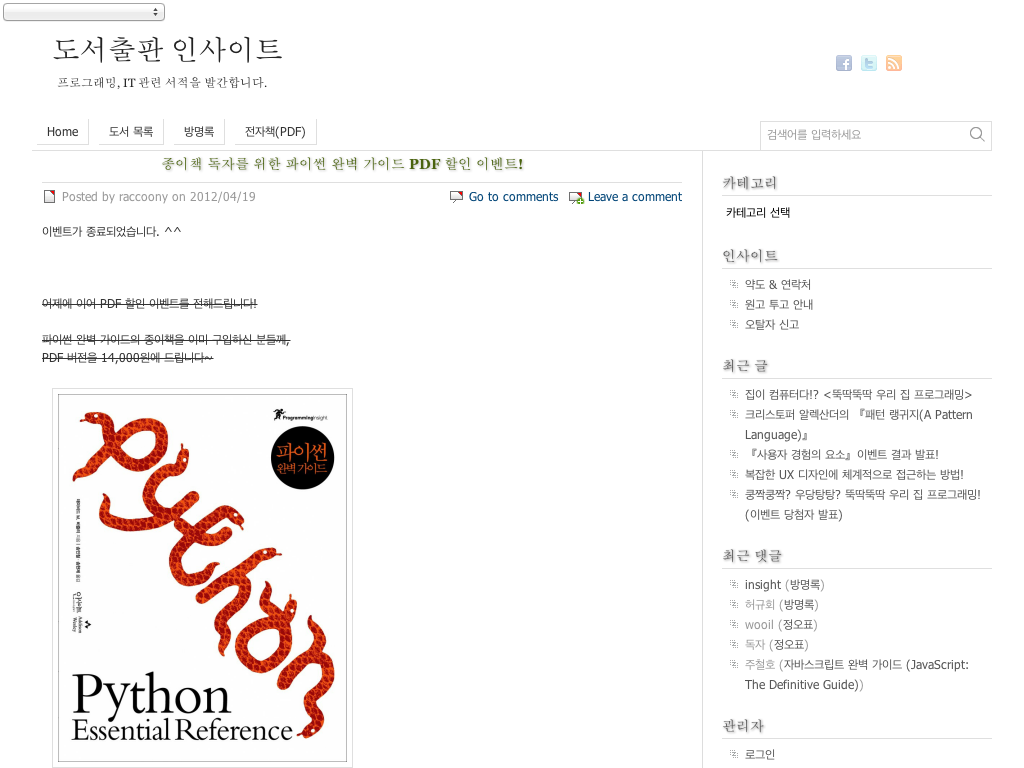 도서출판 인사이트
프로그래밍, IT 관련 서적을 발간합니다.
Home 도서 목록 방명록 전자책(PDF)
검색어를 입력하세요
종이책 독자를 위한 파이썬 완벽 가이드 PDF 할인 이벤트!
Posted by raccoony on 2012/04/19 Go to comments Leave a comment
이벤트가 종료되었습니다. ^^
어제에 이어 PDF 할인 이벤트를 전해드립니다!
파이썬 완벽 가이드의 종이책을 이미 구입하신 분들께,
PDF 버전을 14,000원에 드립니다~
ProgrammingInsight
파이썬
완벽 가이드
Python
Python
Essential Reference
카테고리
카테고리 선택
인사이트
약도 & 연락처
원고 투고 안내
오탈자 신고
최근 글
집이 컴퓨터다!? <뚝딱뚝딱 우리 집 프로그래밍>
크리스토퍼 알렉산더의 『패턴 랭귀지(A Pattern
Language)』
『사용자 경험의 요소』이벤트 결과 발표!
복잡한 UX 디자인에 체계적으로 접근하는 방법!
쿵짝쿵짝? 우당탕탕? 뚝딱뚝딱 우리 집 프로그래밍!
(이벤트 당첨자 발표)
최근 댓글
insight (방명록)
허규회 (방명록)
wooil (정오표)
독자 (정오표)
주철호 (자바스크립트 완벽 가이드 (JavaScript:
The Definitive Guide))
관리자
로그인